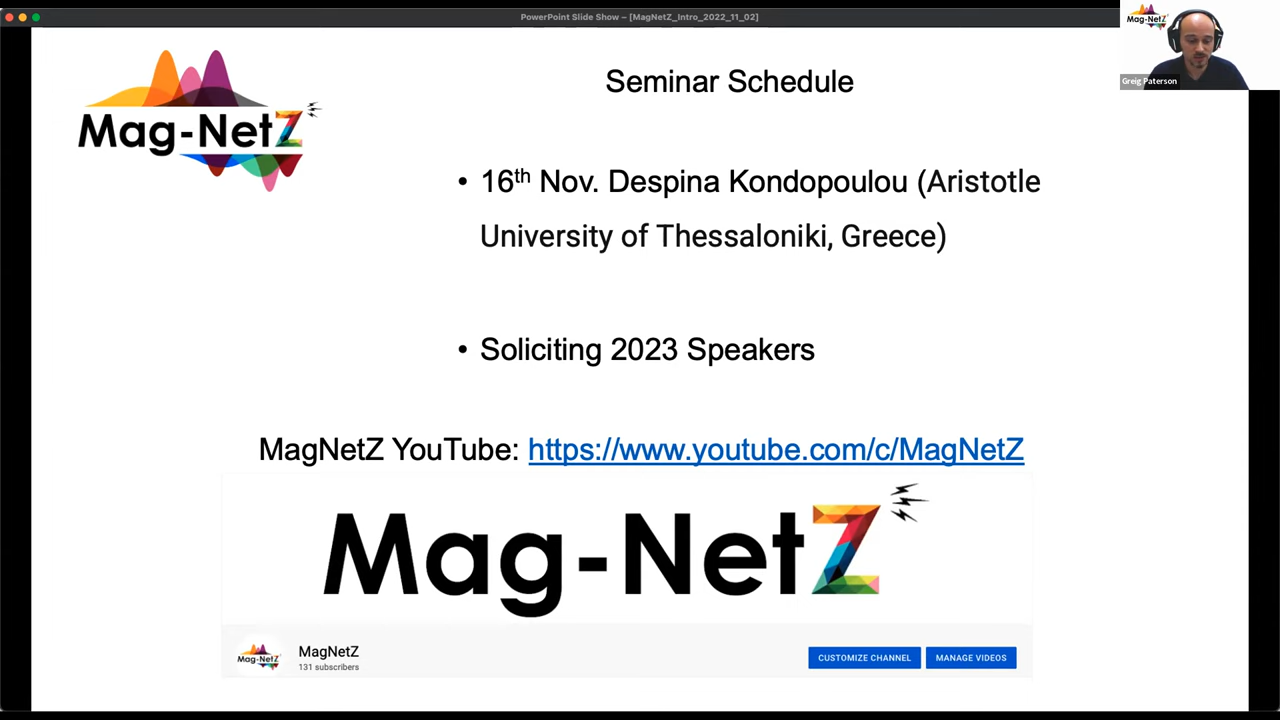 PowerPoint Slide Show – [MagNetZ_Intro_2022_11_02]
Mag-NetZ
Greig Paterson
Mag-NetZ
Seminar Schedule
• 16th Nov. Despina Kondopoulou (Aristotle
University of Thessaloniki, Greece)
• Soliciting 2023 Speakers
MagNetZ YouTube: https://www.youtube.com/c/MagNetZ
Mag-NetZ
Mag-NetZ
MagNetZ
131 subscribers
CUSTOMIZE CHANNEL
MANAGE VIDEOS